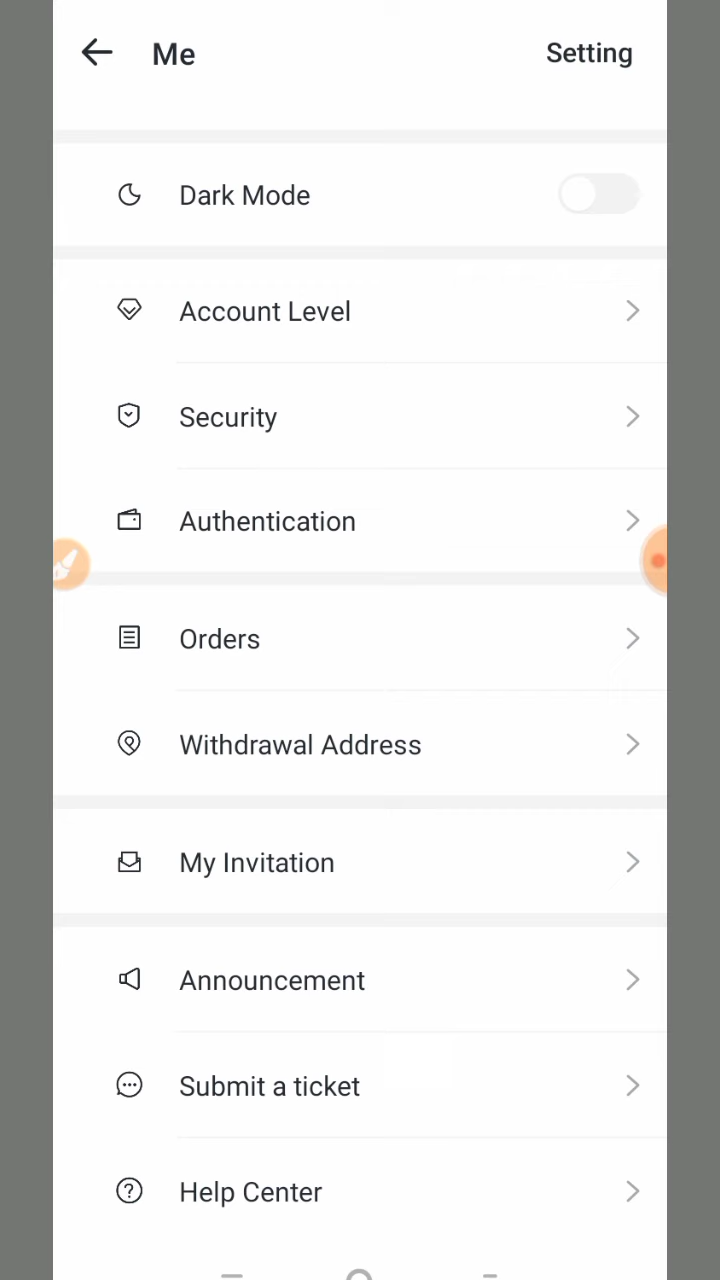 Me
Setting
Dark Mode
Account Level
Security
Authentication
Orders
Withdrawal Address
My Invitation
Announcement
Submit a ticket
Help Center